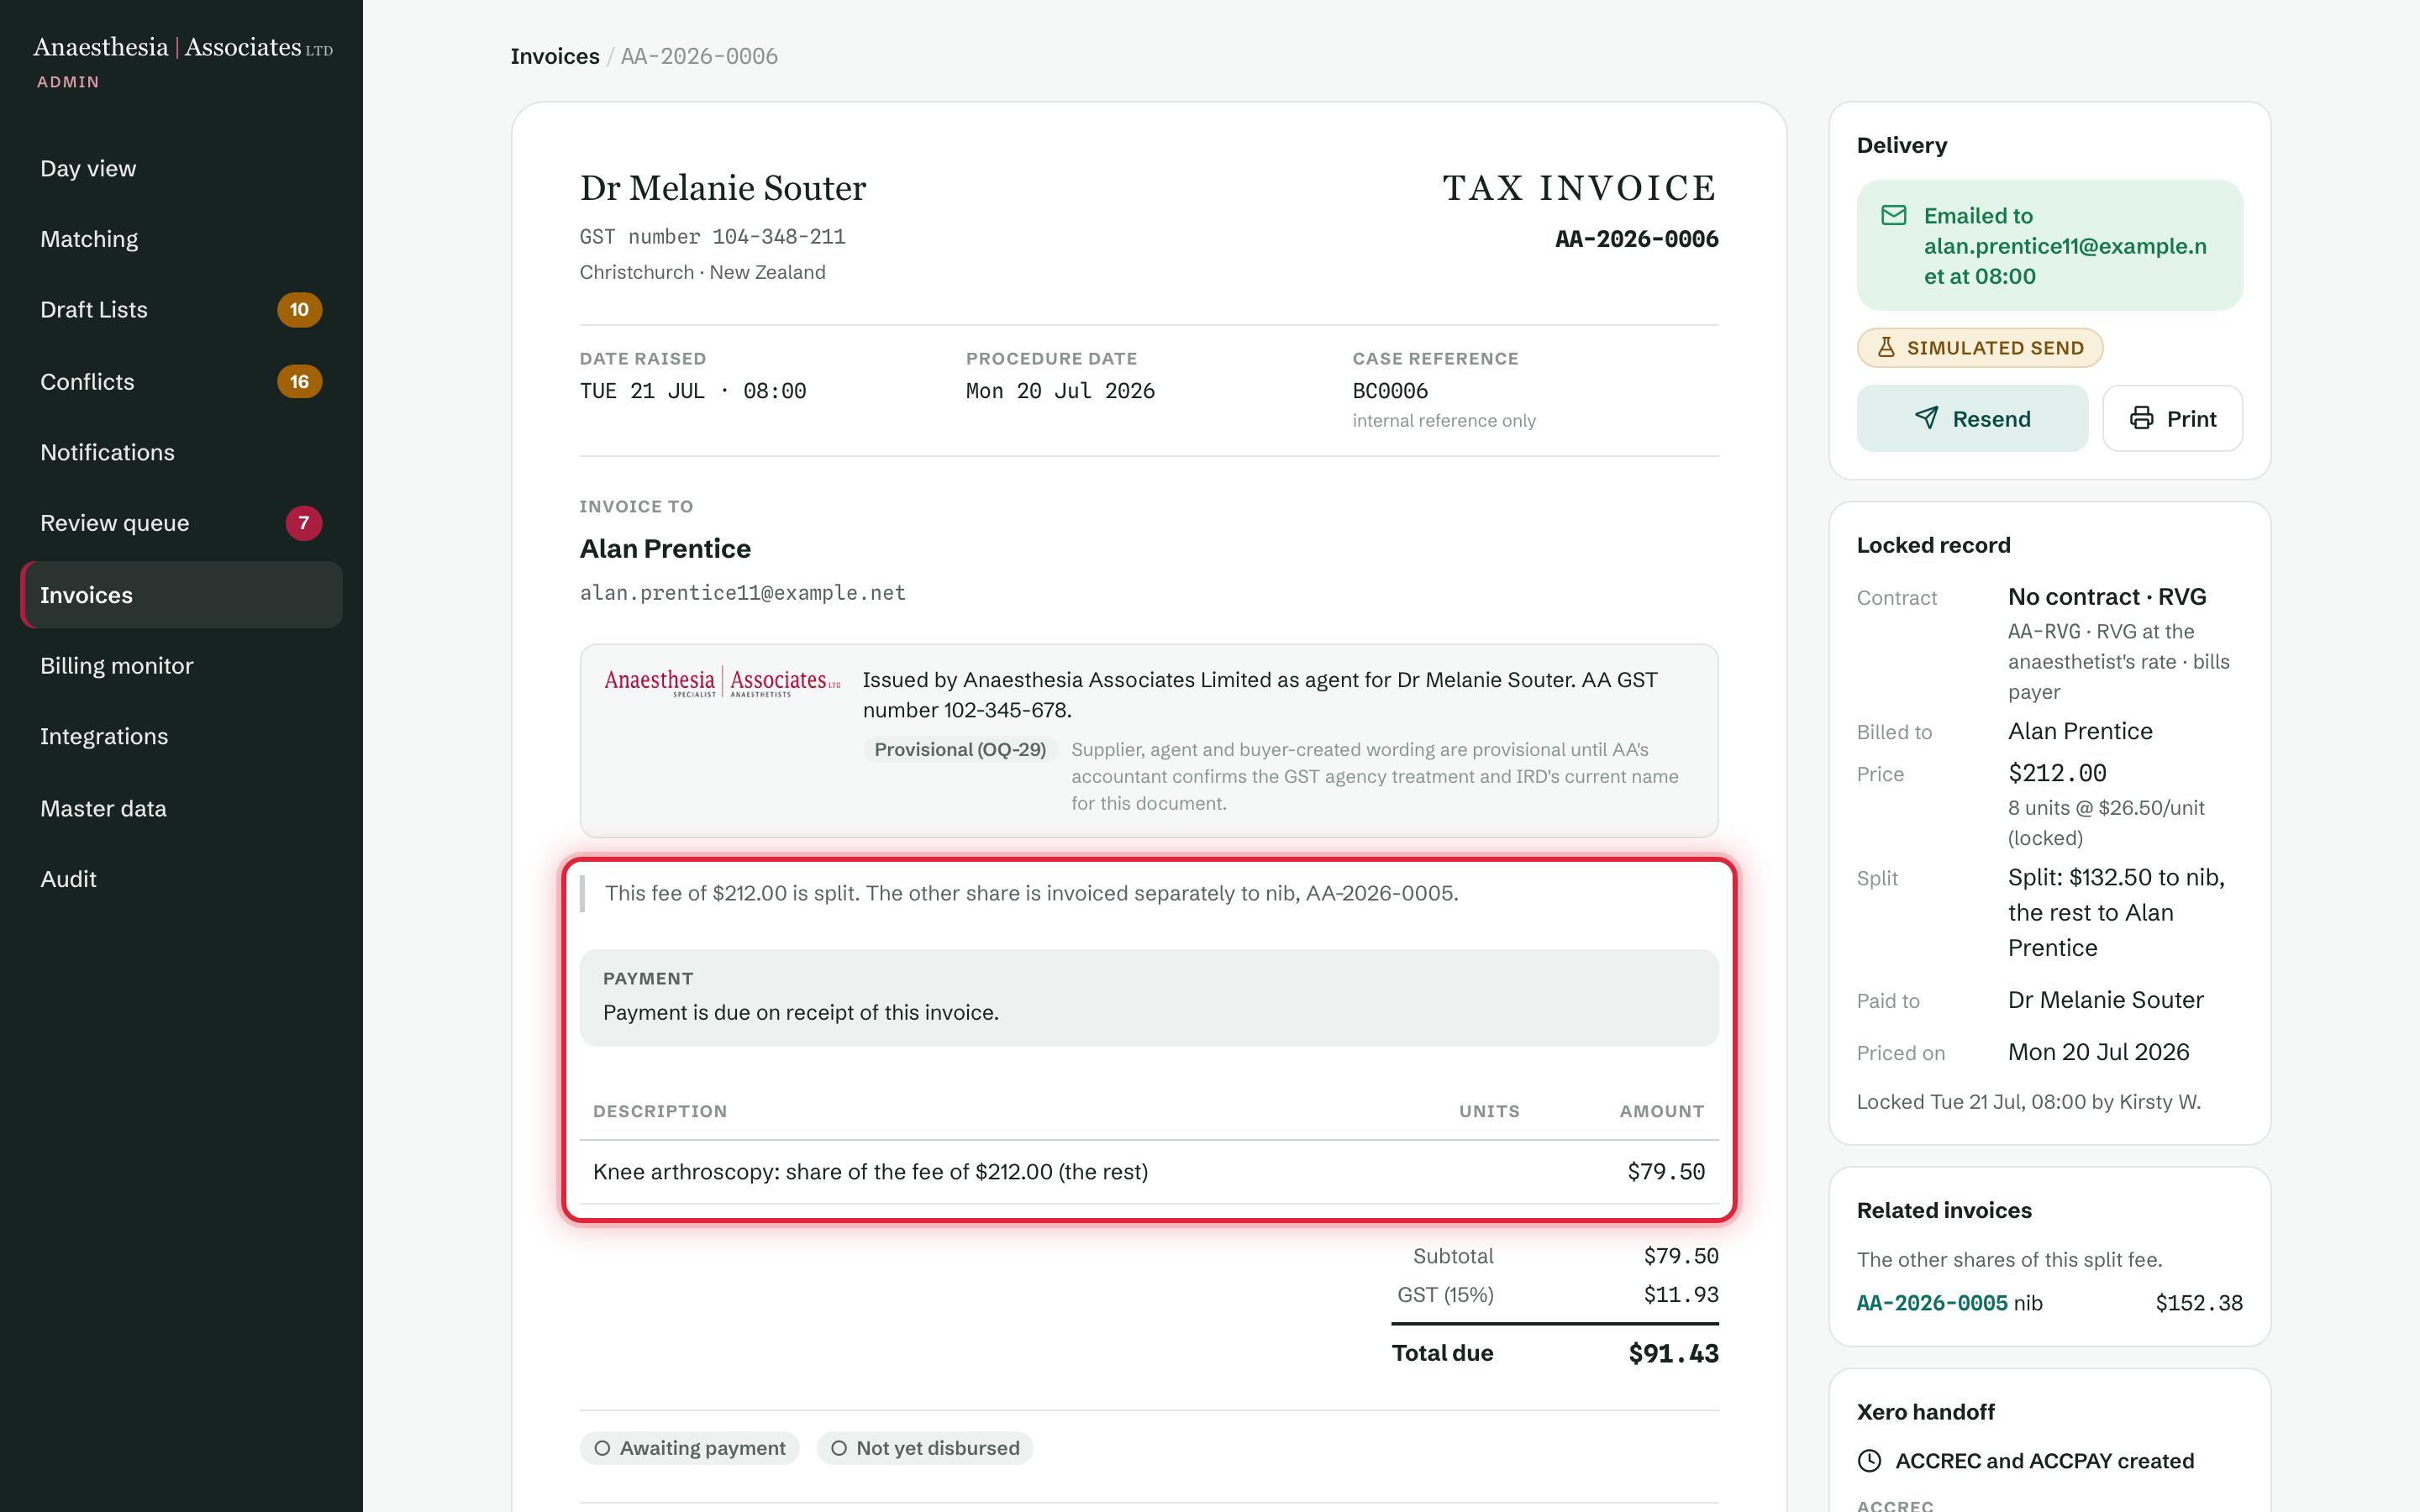 Anaesthesia | Associates LTD
ADMIN
Day view
Matching
Draft Lists 10
Conflicts 16
Notifications
Review queue 7
Invoices
Billing monitor
Integrations
Master data
Audit
Invoices / AA-2026-0006
Dr Melanie Souter
GST number 104-348-211
Christchurch · New Zealand
TAX INVOICE
AA-2026-0006
DATE RAISED
TUE 21 JUL · 08:00
PROCEDURE DATE
Mon 20 Jul 2026
CASE REFERENCE
BC0006
internal reference only
INVOICE TO
Alan Prentice
alan.prentice11@example.net
Anaesthesia | Associates LTD
SPECIALIST ANAESTHETISTS
Issued by Anaesthesia Associates Limited as agent for Dr Melanie Souter. AA GST
number 102-345-678.
Provisional (OQ-29)
Supplier, agent and buyer-created wording are provisional until AA's
accountant confirms the GST agency treatment and IRD's current name
for this document.
This fee of $212.00 is split. The other share is invoiced separately to nib, AA-2026-0005.
PAYMENT
Payment is due on receipt of this invoice.
DESCRIPTION UNITS AMOUNT
Knee arthroscopy: share of the fee of $212.00 (the rest) $79.50
Subtotal $79.50
GST (15%) $11.93
Total due $91.43
Awaiting payment
Not yet disbursed
Delivery
Emailed to
alan.prentice11@example.n
et at 08:00
SIMULATED SEND
Resend
Print
Locked record
Contract No contract · RVG
AA-RVG · RVG at the
anaesthetist's rate · bills
payer
Billed to Alan Prentice
Price $212.00
8 units @ $26.50/unit
(locked)
Split Split: $132.50 to nib,
the rest to Alan
Prentice
Paid to Dr Melanie Souter
Priced on Mon 20 Jul 2026
Locked Tue 21 Jul, 08:00 by Kirsty W.
Related invoices
The other shares of this split fee.
AA-2026-0005 nib $152.38
Xero handoff
ACCREC and ACCPAY created
ACCREC